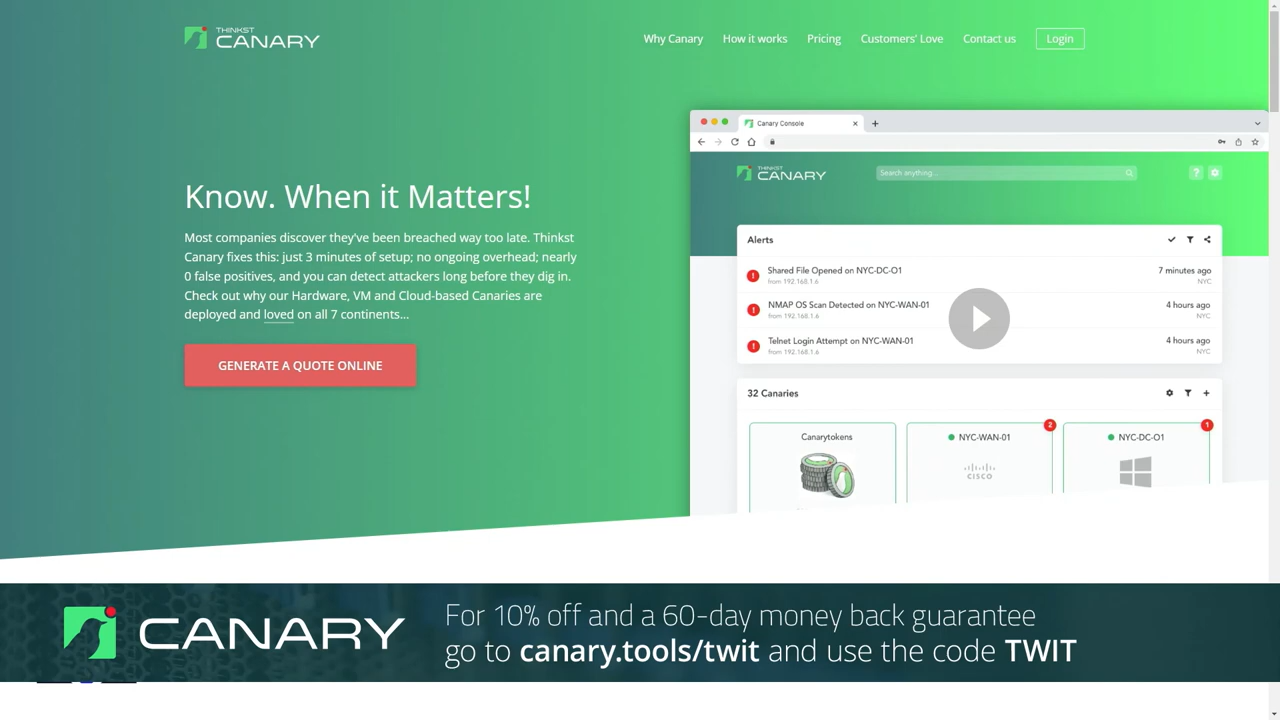 THINKST
CANARY
Why Canary
How it works
Pricing
Customers' Love
Contact us
Login
Know. When it Matters!
Most companies discover they've been breached way too late. Thinkst
Canary fixes this: just 3 minutes of setup; no ongoing overhead; nearly
0 false positives, and you can detect attackers long before they dig in.
Check out why our Hardware, VM and Cloud-based Canaries are
deployed and loved on all 7 continents...
GENERATE A QUOTE ONLINE
Canary Console
THINKST
CANARY
Search anything...
?
Alerts
Shared File Opened on NYC-DC-O1
7 minutes ago
from 192.168.1.6
NYC
NMAP OS Scan Detected on NYC-WAN-01
4 hours ago
from 192.168.1.6
NYC
Telnet Login Attempt on NYC-WAN-01
4 hours ago
from 192.168.1.6
NYC
32 Canaries
Canarytokens
2
NYC-WAN-01
CISCO
1
NYC-DC-O1
CANARY
For 10% off and a 60-day money back guarantee
go to canary.tools/twit and use the code TWIT